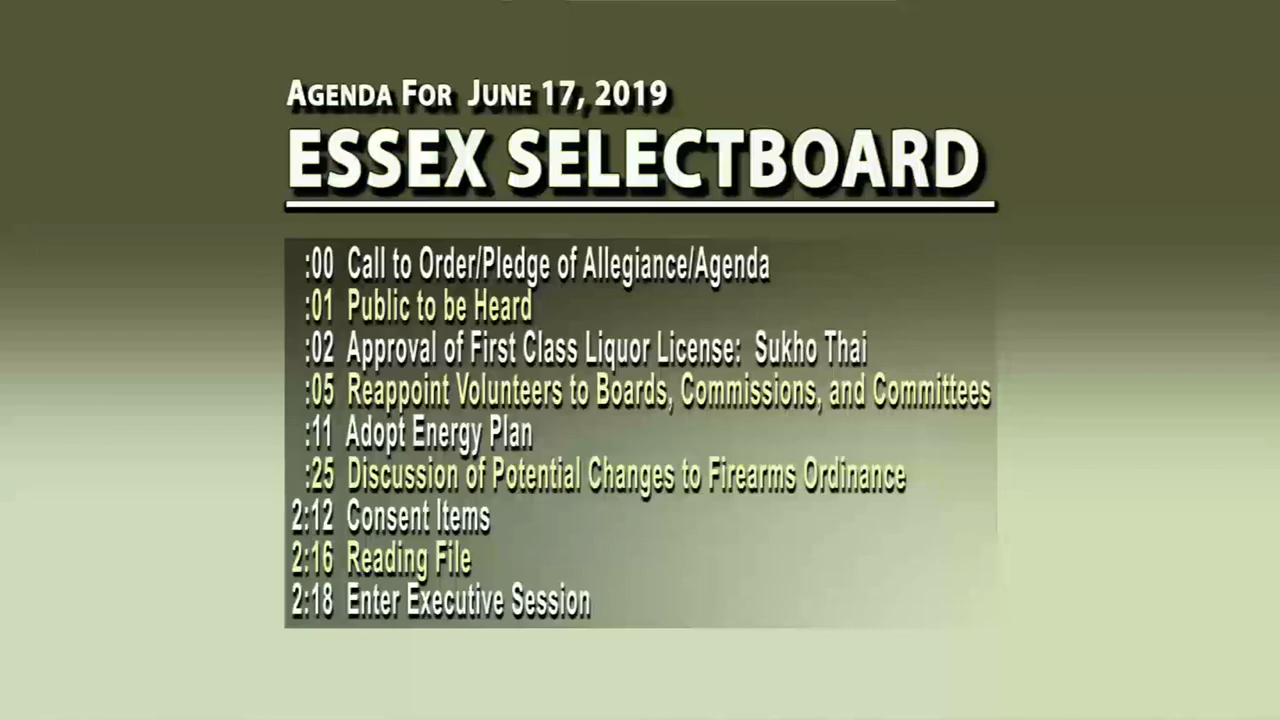 AGENDA FOR JUNE 17, 2019
ESSEX SELECTBOARD
:00 Call to Order/Pledge of Allegiance/Agenda
:01 Public to be Heard
:02 Approval of First Class Liquor License: Sukho Thai
:05 Reappoint Volunteers to Boards, Commissions, and Committees
:11 Adopt Energy Plan
:25 Discussion of Potential Changes to Firearms Ordinance
2:12 Consent Items
2:16 Reading File
2:18 Enter Executive Session